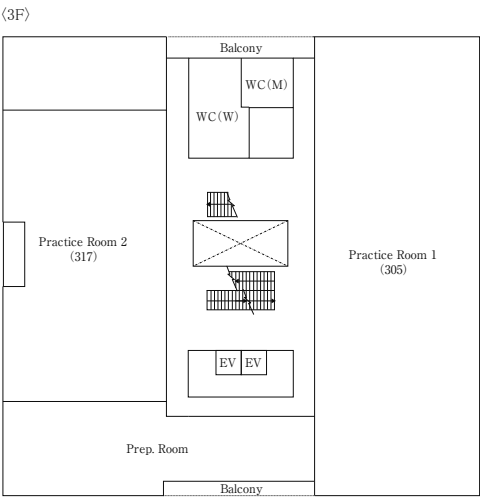 〈3F〉
Balcony
WC(M)
WC(W)
Practice Room 2
(317)
Practice Room 1
(305)
EV EV
Prep. Room
Balcony